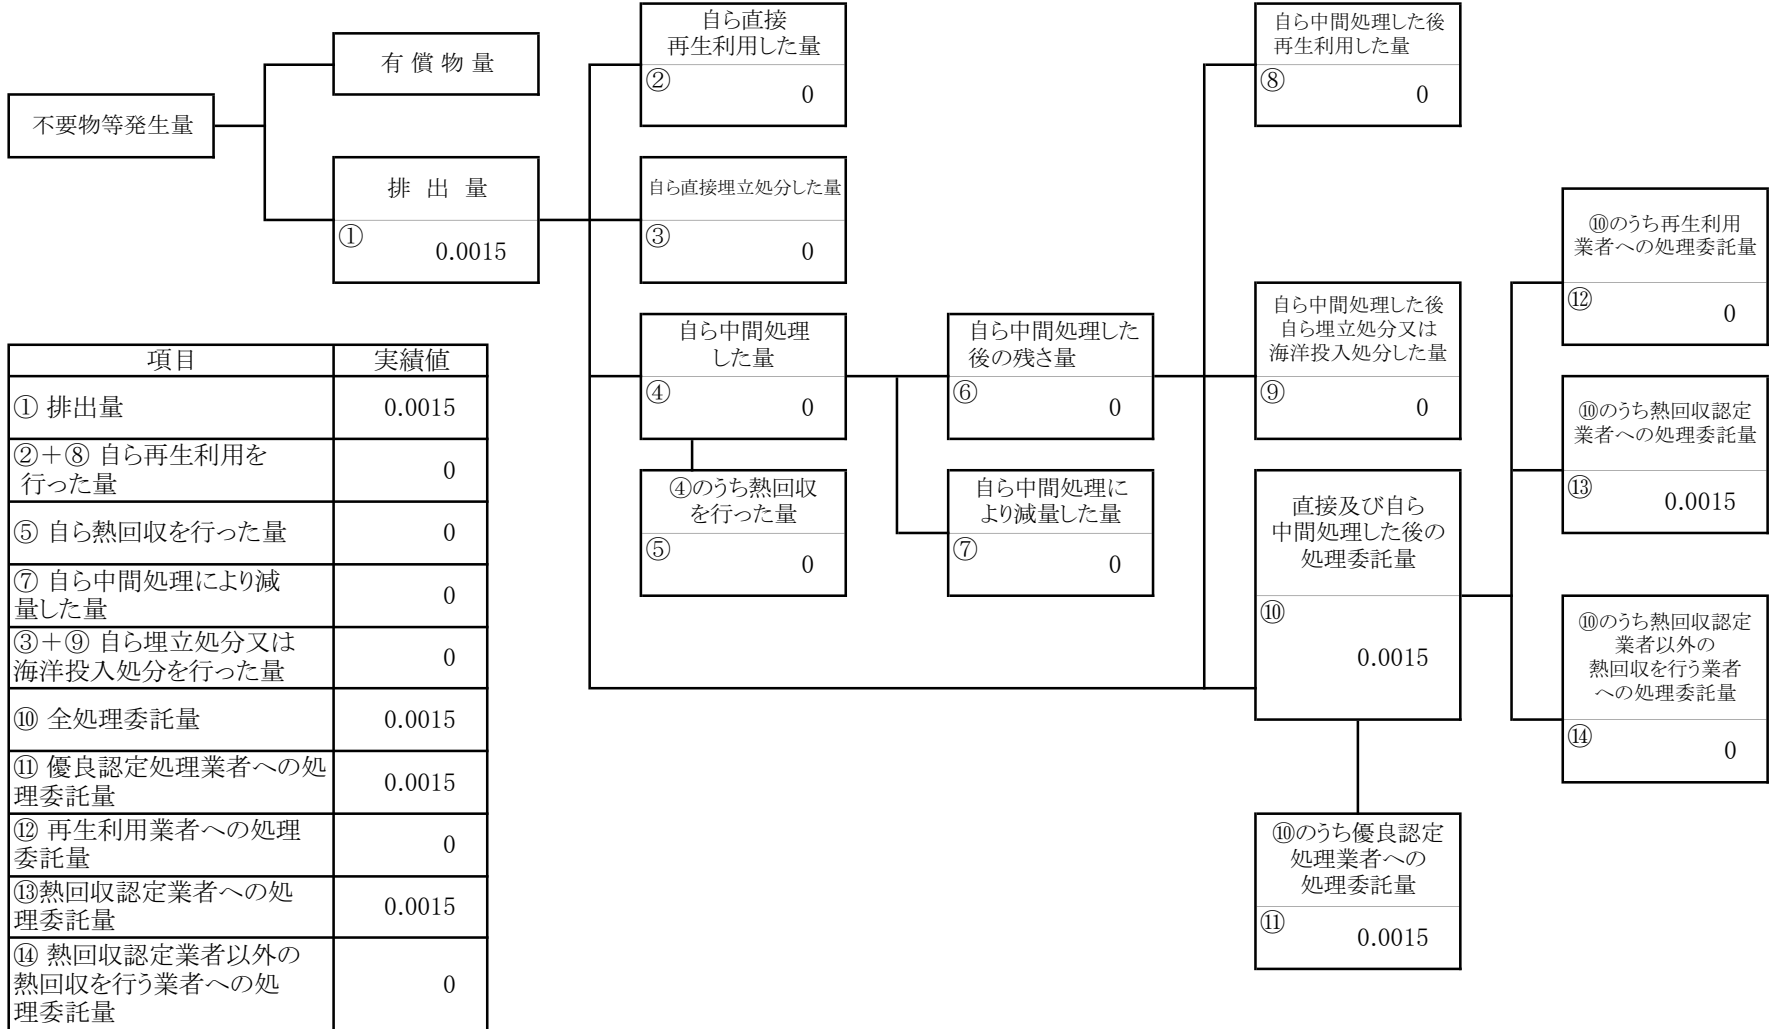 不要物等発生量
有 償 物 量
排 出 量
①
0.0015
自ら直接
再生利用した量
②
0
自ら直接埋立処分した量
③
0
自ら中間処理
した量
④
0
④のうち熱回収
を行った量
⑤
0
自ら中間処理した
後の残さ量
⑥
0
自ら中間処理に
より減量した量
⑦
0
自ら中間処理した後
再生利用した量
⑧
0
自ら中間処理した後
自ら埋立処分又は
海洋投入処分した量
⑨
0
直接及び自ら
中間処理した後の
処理委託量
⑩
0.0015
⑩のうち優良認定
処理業者への
処理委託量
⑪
0.0015
⑩のうち再生利用
業者への処理委託量
⑫
0
⑩のうち熱回収認定
業者への処理委託量
⑬
0.0015
⑩のうち熱回収認定
業者以外の
熱回収を行う業者
への処理委託量
⑭
0
項目 実績値
① 排出量 0.0015
②+⑧ 自ら再生利用を
行った量 0
⑤ 自ら熱回収を行った量 0
⑦ 自ら中間処理により減
量した量 0
③+⑨ 自ら埋立処分又は
海洋投入処分を行った量 0
⑩ 全処理委託量 0.0015
⑪ 優良認定処理業者への処
理委託量 0.0015
⑫ 再生利用業者への処理
委託量 0
⑬熱回収認定業者への処
理委託量 0.0015
⑭ 熱回収認定業者以外の
熱回収を行う業者への処
理委託量 0